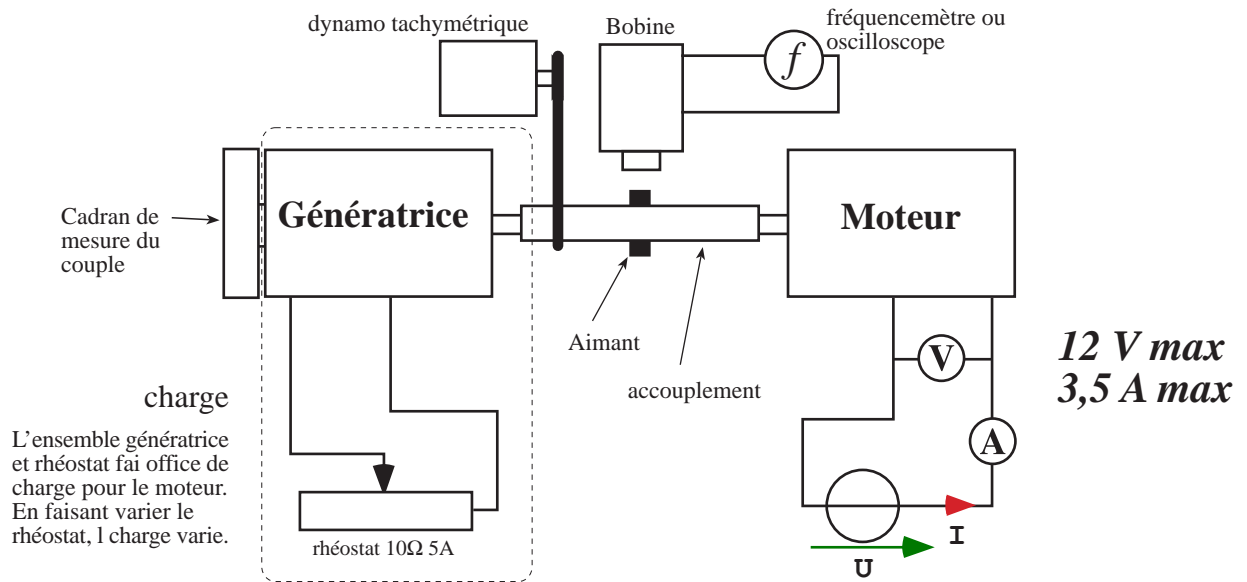 dynamo tachymétrique
Bobine
fréquencemètre ou
oscilloscope
f
Cadran de
mesure du
couple
Génératrice
Moteur
Aimant
accouplement
V
A
12 V max
3,5 A max
charge
L'ensemble génératrice
et rhéostat fai office de
charge pour le moteur.
En faisant varier le
rhéostat, l charge varie.
rhéostat 10Ω 5A
I
U